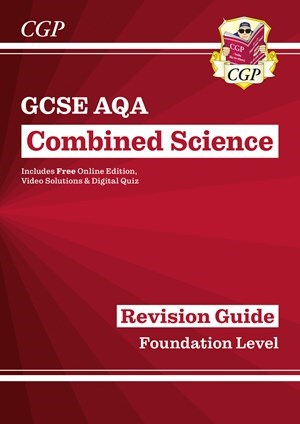 CGP
CGP
CGP
GCSE AQA
Combined Science
Includes Free Online Edition,
Video Solutions & Digital Quiz
Revision Guide
Foundation Level